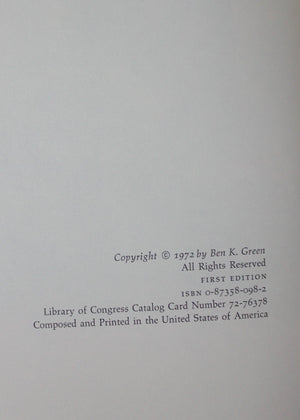 Copyright © 1972 by Ben K. Green
All Rights Reserved
FIRST EDITION
ISBN 0-87358-098-2
Library of Congress Catalog Card Number 72-76378
Composed and Printed in the United States of America